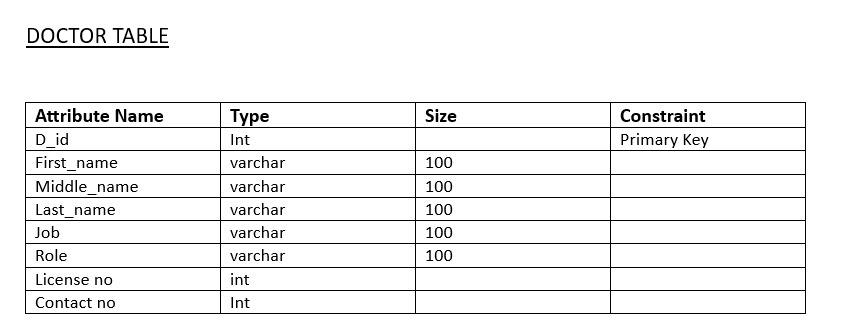 DOCTOR TABLE
Attribute Name Type Size Constraint
D_id Int Primary Key
First_name varchar 100
Middle_name varchar 100
Last_name varchar 100
Job varchar 100
Role varchar 100
License no int
Contact no Int